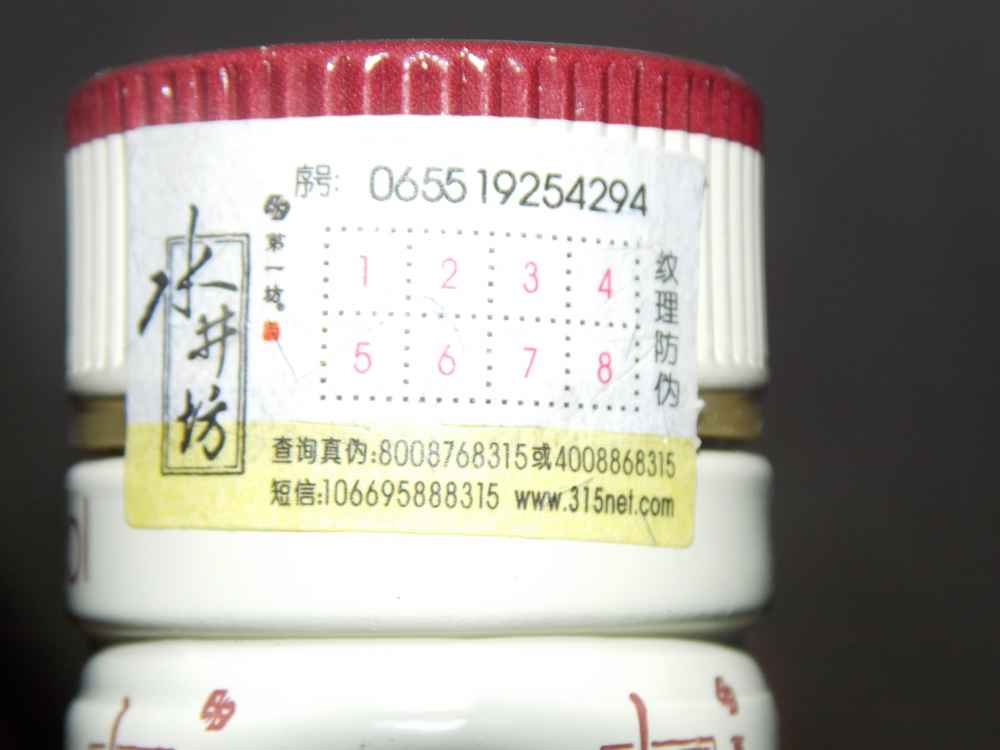 序号: 065519254294
水井坊
第一坊。
1 2 3 4
5 6 7 8
纹理防伪
查询真伪:8008768315或4008868315
短信:106695888315 www.315net.com